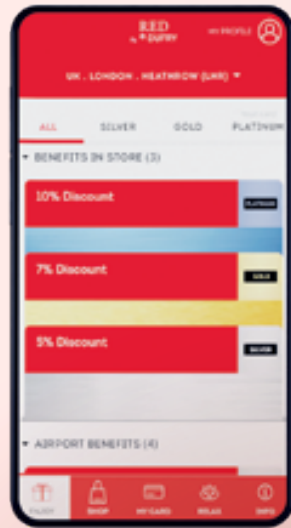 RED
by DUFRY
MY PROFILE
UK . LONDON . HEATHROW (LHR)
ALL SILVER GOLD PLATINUM
BENEFITS IN STORE (3)
10% Discount
PLATINUM
7% Discount
GOLD
5% Discount
SILVER
AIRPORT BENEFITS (4)
ENJOY SHOP MY CARD RELAX INFO